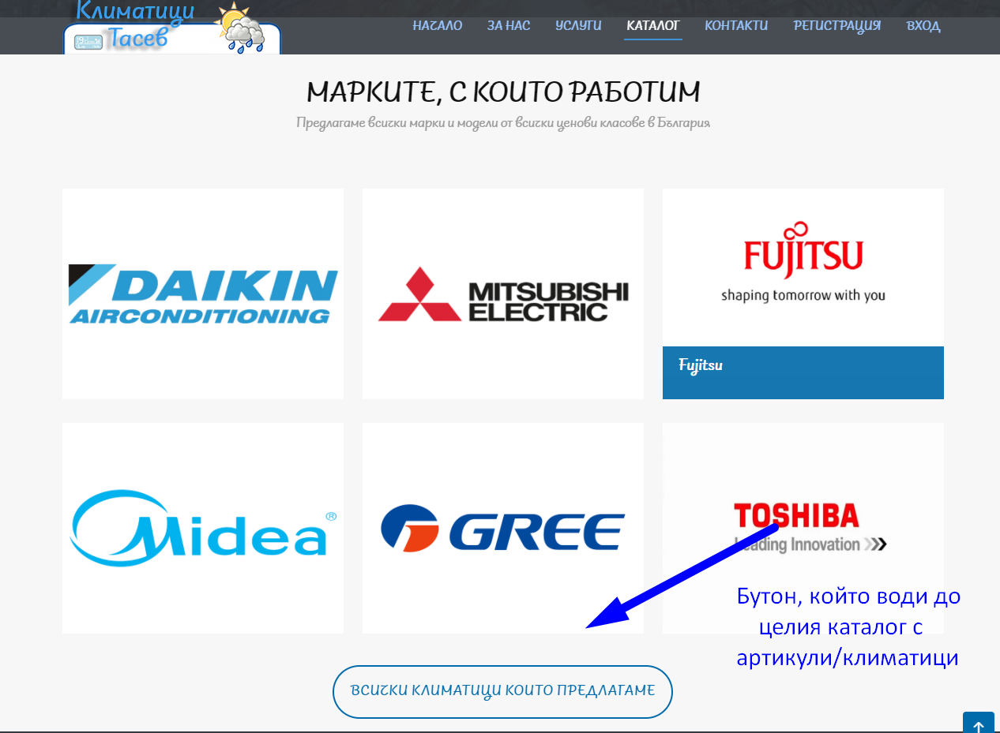 Климатици
Тасев
НАЧАЛО ЗА НАС УСЛУГИ КАТАЛОГ КОНТАКТИ РЕГИСТРАЦИЯ ВХОД
МАРКИТЕ, С КОИТО РАБОТИМ
Предлагаме всички марки и модели от всички ценови класове в България
DAIKIN
AIRCONDITIONING
MITSUBISHI
ELECTRIC
FUJITSU
shaping tomorrow with you
Fujitsu
Midea®
GREE
TOSHIBA
Leading Innovation
Бутон, който води до
целия каталог с
артикули/климатици
ВСИЧКИ КЛИМАТИЦИ КОИТО ПРЕДЛАГАМЕ